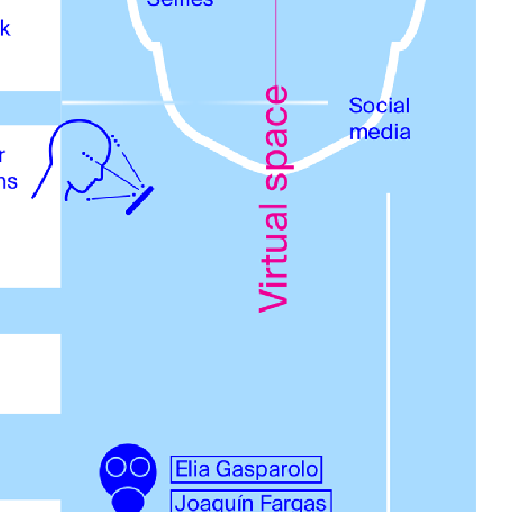 Selfies
Social
media
Virtual space
Elia Gasparolo
Joaquín Fargas